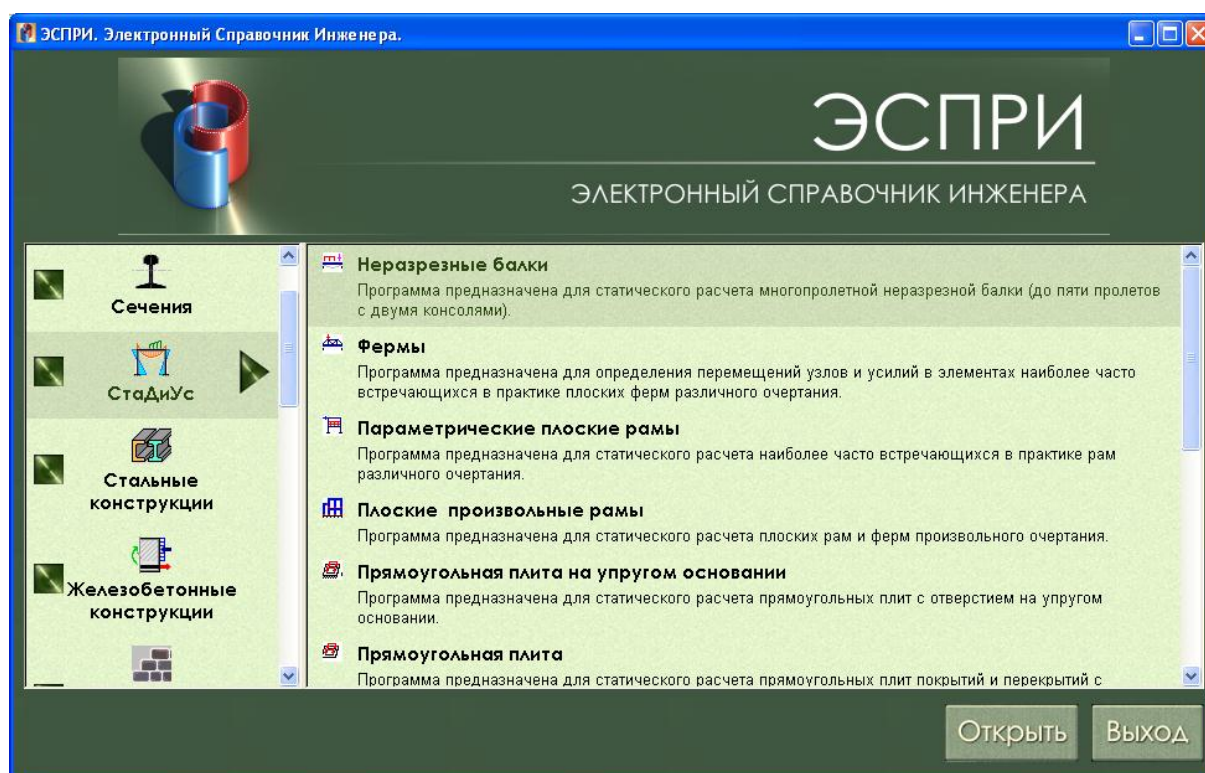 ЭСПРИ. Электронный Справочник Инженера.
ЭСПРИ
ЭЛЕКТРОННЫЙ СПРАВОЧНИК ИНЖЕНЕРА
Сечения
СтаДиУс
Стальные
конструкции
Железобетонные
конструкции
Неразрезные балки
Программа предназначена для статического расчета многопролетной неразрезной балки (до пяти пролетов
с двумя консолями).
Фермы
Программа предназначена для определения перемещений узлов и усилий в элементах наиболее часто
встречающихся в практике плоских ферм различного очертания.
Параметрические плоские рамы
Программа предназначена для статического расчета наиболее часто встречающихся в практике рам
различного очертания.
Плоские произвольные рамы
Программа предназначена для статического расчета плоских рам и ферм произвольного очертания.
Прямоугольная плита на упругом основании
Программа предназначена для статического расчета прямоугольных плит с отверстием на упругом
основании.
Прямоугольная плита
Программа предназначена для статического расчета прямоугольных плит покрытий и перекрытий с
Открыть
Выход